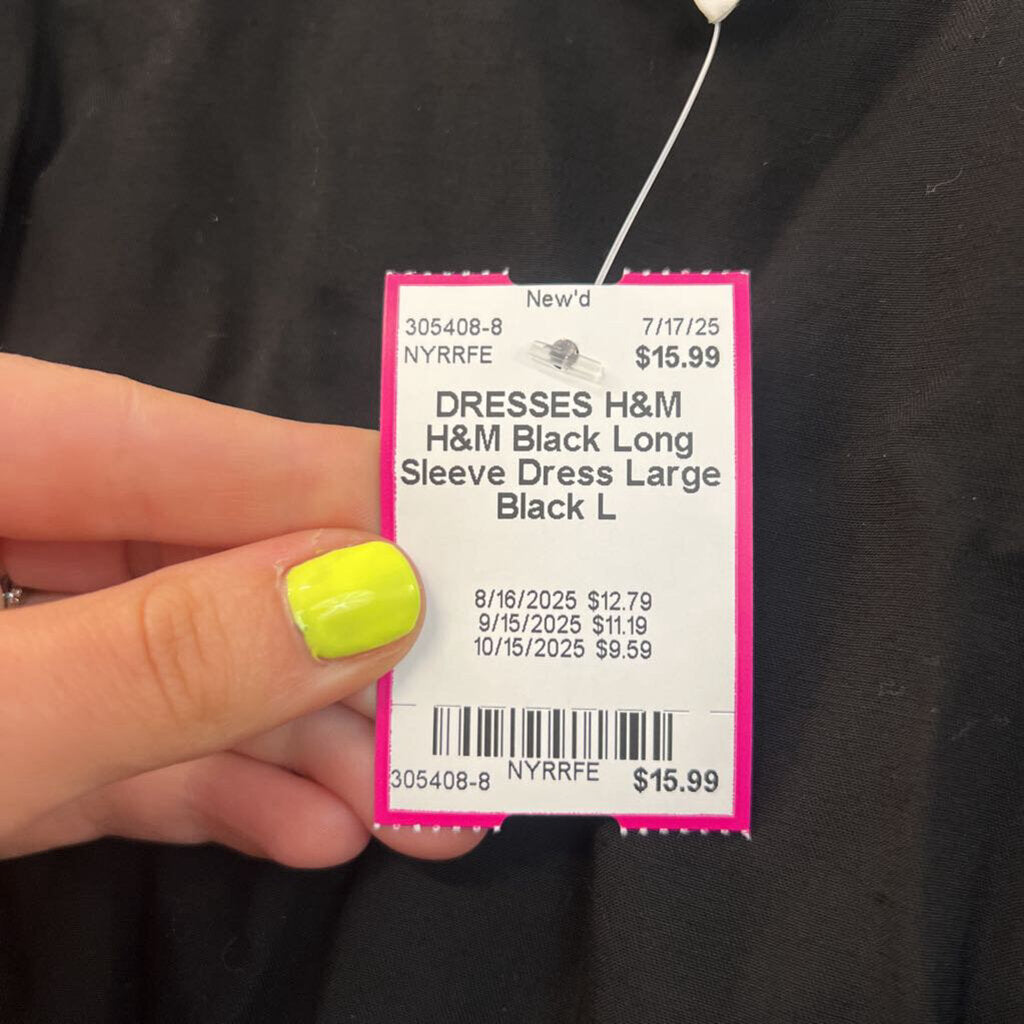 New'd
305408-8 7/17/25
NYRRFE $15.99
DRESSES H&M
H&M Black Long
Sleeve Dress Large
Black L
8/16/2025 $12.79
9/15/2025 $11.19
10/15/2025 $9.59
305408-8 NYRRFE $15.99